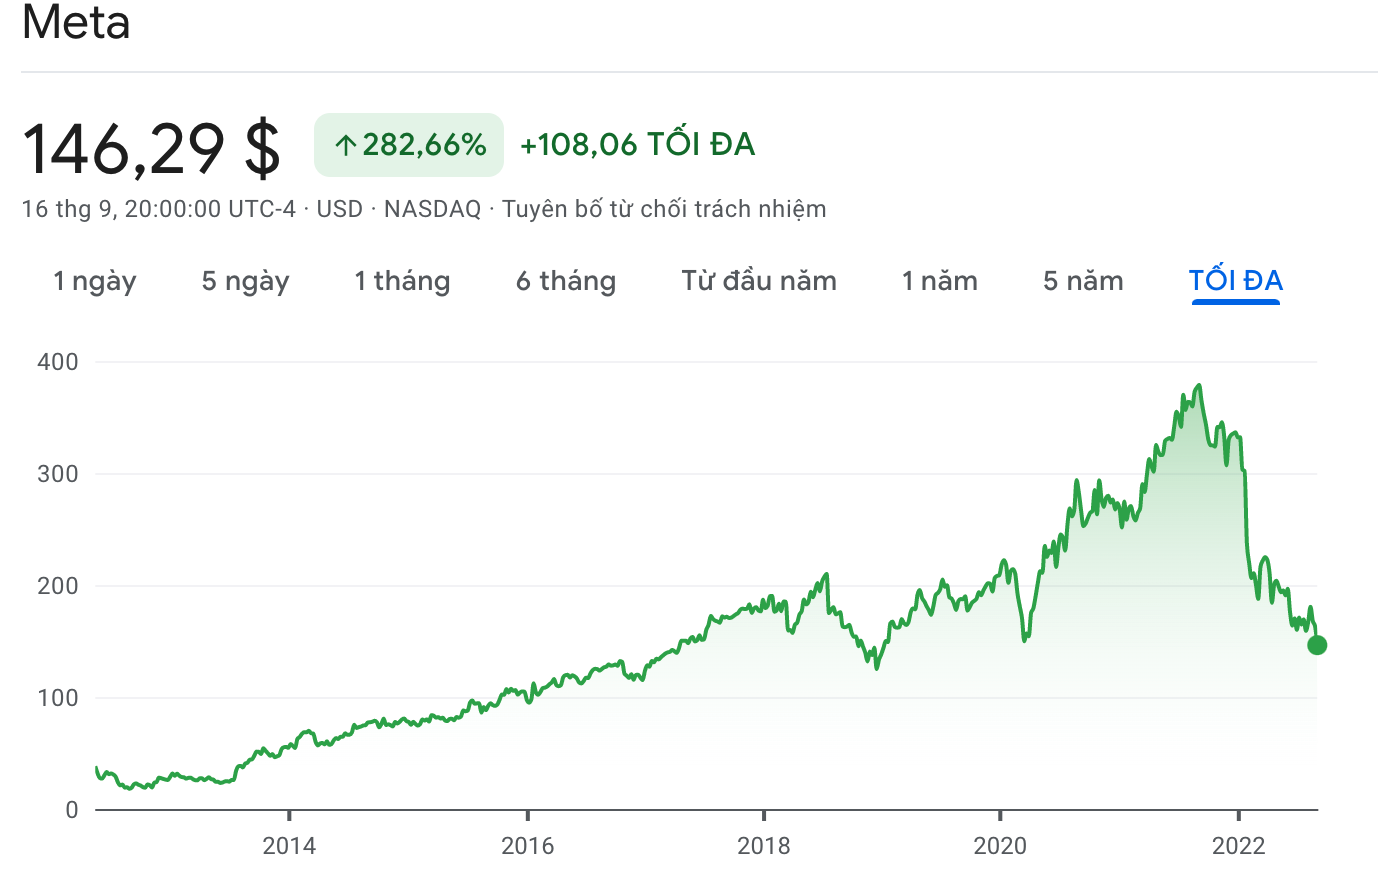 Meta
146,29 $ ↑282,66% +108,06 TỐI ĐA
16 thg 9, 20:00:00 UTC-4 · USD · NASDAQ · Tuyên bố từ chối trách nhiệm
1 ngày 5 ngày 1 tháng 6 tháng Từ đầu năm 1 năm 5 năm TỐI ĐA
400
300
200
100
0
2014 2016 2018 2020 2022